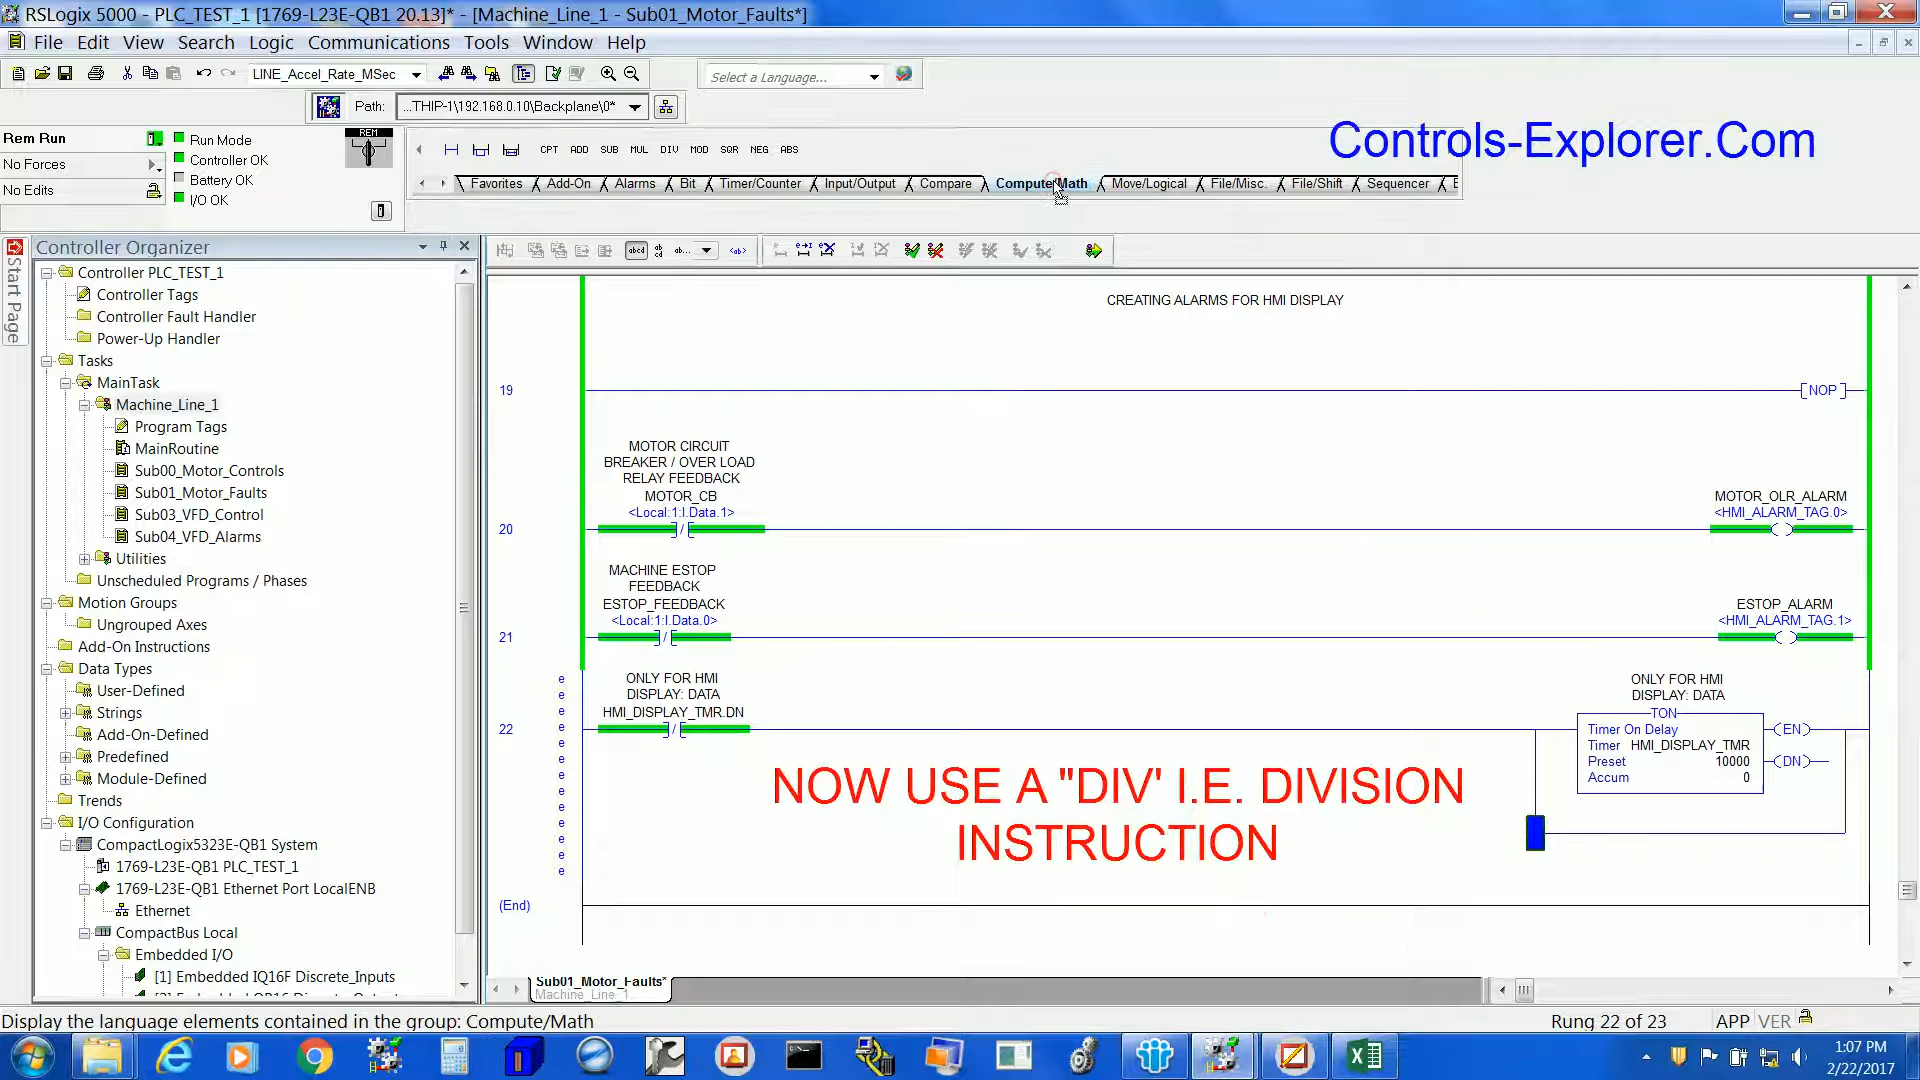 RSLogix 5000 - PLC_TEST_1 [1769-L23E-QB1 20.13]* - [Machine_Line_1 - Sub01_Motor_Faults*]
File Edit View Search Logic Communications Tools Window Help
LINE_Accel_Rate_MSec
Select a Language...
Path: ...THIP-1\192.168.0.10\Backplane\0*
Rem Run
No Forces
No Edits
Run Mode
Controller OK
Battery OK
I/O OK
REM
CPT ADD SUB MUL DIV MOD SQR NEG ABS
Favorites Add-On Alarms Bit Timer/Counter Input/Output Compare Compute/Math Move/Logical File/Misc. File/Shift Sequencer E
Controls-Explorer.Com
Start Page
Controller Organizer
Controller PLC_TEST_1
Controller Tags
Controller Fault Handler
Power-Up Handler
Tasks
MainTask
Machine_Line_1
Program Tags
MainRoutine
Sub00_Motor_Controls
Sub01_Motor_Faults
Sub03_VFD_Control
Sub04_VFD_Alarms
Utilities
Unscheduled Programs / Phases
Motion Groups
Ungrouped Axes
Add-On Instructions
Data Types
User-Defined
Strings
Add-On-Defined
Predefined
Module-Defined
Trends
I/O Configuration
CompactLogix5323E-QB1 System
1769-L23E-QB1 PLC_TEST_1
1769-L23E-QB1 Ethernet Port LocalENB
Ethernet
CompactBus Local
Embedded I/O
[1] Embedded IQ16F Discrete_Inputs
abcd
CREATING ALARMS FOR HMI DISPLAY
19
NOP
MOTOR CIRCUIT
BREAKER / OVER LOAD
RELAY FEEDBACK
MOTOR_CB
<Local:1:I.Data.1>
MOTOR_OLR_ALARM
<HMI_ALARM_TAG.0>
20
MACHINE ESTOP
FEEDBACK
ESTOP_FEEDBACK
<Local:1:I.Data.0>
ESTOP_ALARM
<HMI_ALARM_TAG.1>
21
ONLY FOR HMI
DISPLAY: DATA
HMI_DISPLAY_TMR.DN
ONLY FOR HMI
DISPLAY: DATA
22
e
e
e
e
e
e
e
e
e
e
e
e
e
TON
Timer On Delay
Timer HMI_DISPLAY_TMR
Preset 10000
Accum 0
EN
DN
NOW USE A "DIV' I.E. DIVISION
INSTRUCTION
(End)
Sub01_Motor_Faults*
Machine_Line_1
Display the language elements contained in the group: Compute/Math
Rung 22 of 23
APP VER
1:07 PM
2/22/2017